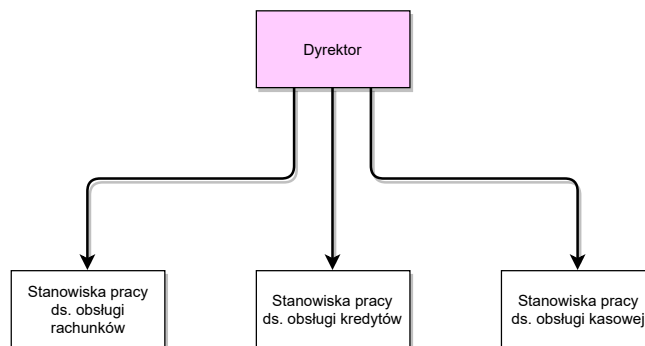 Dyrektor
Stanowiska pracy
ds. obsługi
rachunków
Stanowiska pracy
ds. obsługi kredytów
Stanowiska pracy
ds. obsługi kasowej